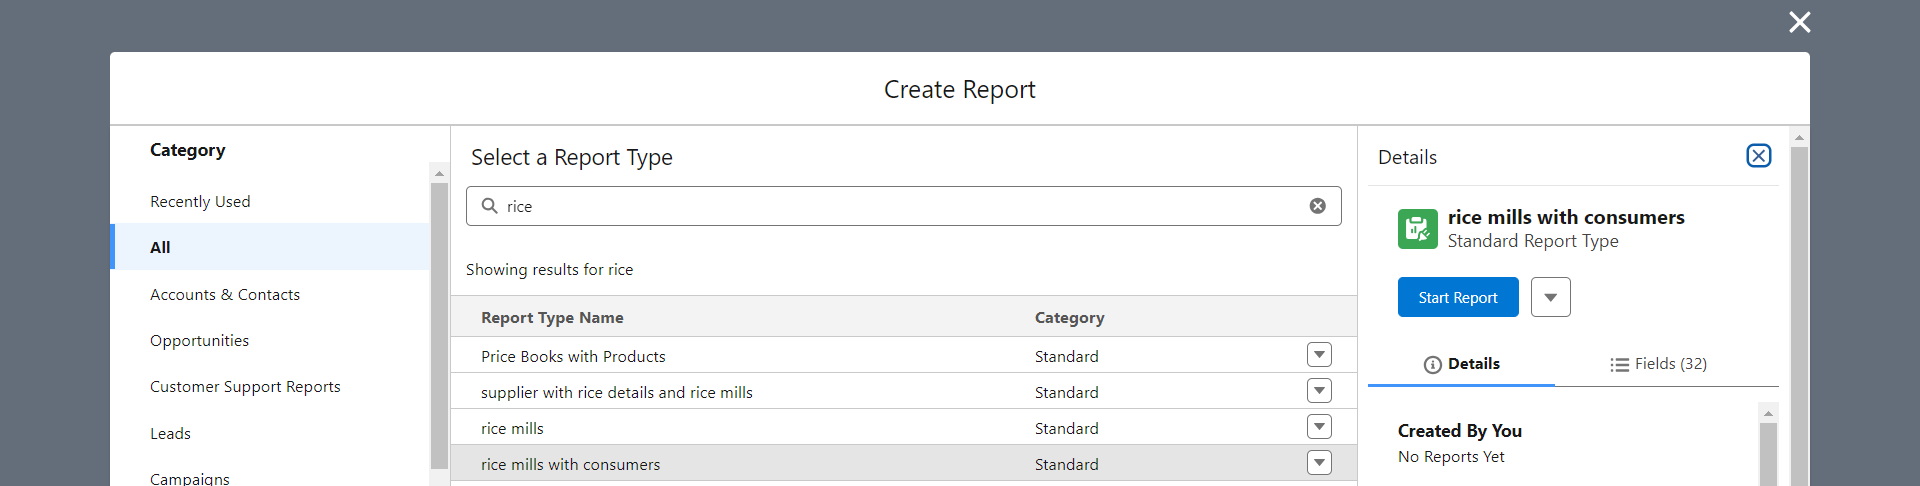 Create Report
Category
Recently Used
All
Accounts & Contacts
Opportunities
Customer Support Reports
Leads
Campaigns
Select a Report Type
rice
Showing results for rice
Report Type Name Category
Price Books with Products Standard
supplier with rice details and rice mills Standard
rice mills Standard
rice mills with consumers Standard
Details
rice mills with consumers
Standard Report Type
Start Report
Details Fields (32)
Created By You
No Reports Yet